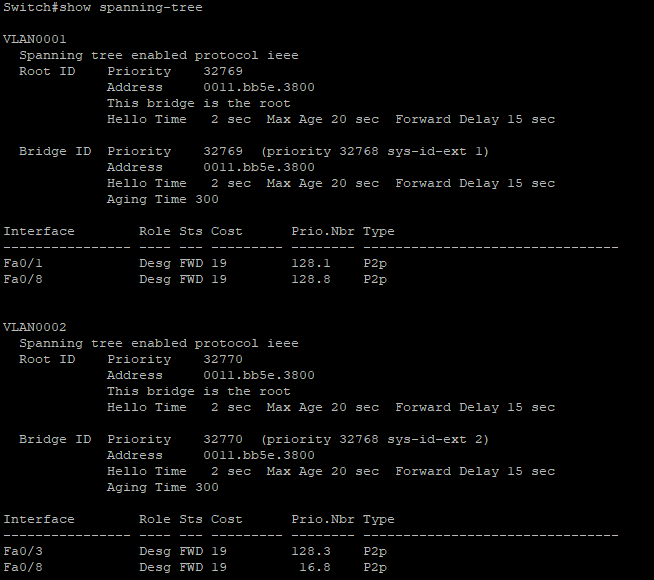 Switch#show spanning-tree

VLAN0001
  Spanning tree enabled protocol ieee
  Root ID    Priority    32769
             Address     0011.bb5e.3800
             This bridge is the root
             Hello Time   2 sec  Max Age 20 sec  Forward Delay 15 sec

  Bridge ID  Priority    32769  (priority 32768 sys-id-ext 1)
             Address     0011.bb5e.3800
             Hello Time   2 sec  Max Age 20 sec  Forward Delay 15 sec
             Aging Time 300

Interface        Role Sts Cost      Prio.Nbr Type
---------------- ---- --- --------- -------- --------------------------------
Fa0/1            Desg FWD 19        128.1    P2p
Fa0/8            Desg FWD 19        128.8    P2p


VLAN0002
  Spanning tree enabled protocol ieee
  Root ID    Priority    32770
             Address     0011.bb5e.3800
             This bridge is the root
             Hello Time   2 sec  Max Age 20 sec  Forward Delay 15 sec

  Bridge ID  Priority    32770  (priority 32768 sys-id-ext 2)
             Address     0011.bb5e.3800
             Hello Time   2 sec  Max Age 20 sec  Forward Delay 15 sec
             Aging Time 300

Interface        Role Sts Cost      Prio.Nbr Type
---------------- ---- --- --------- -------- --------------------------------
Fa0/3            Desg FWD 19        128.3    P2p
Fa0/8            Desg FWD 19         16.8    P2p